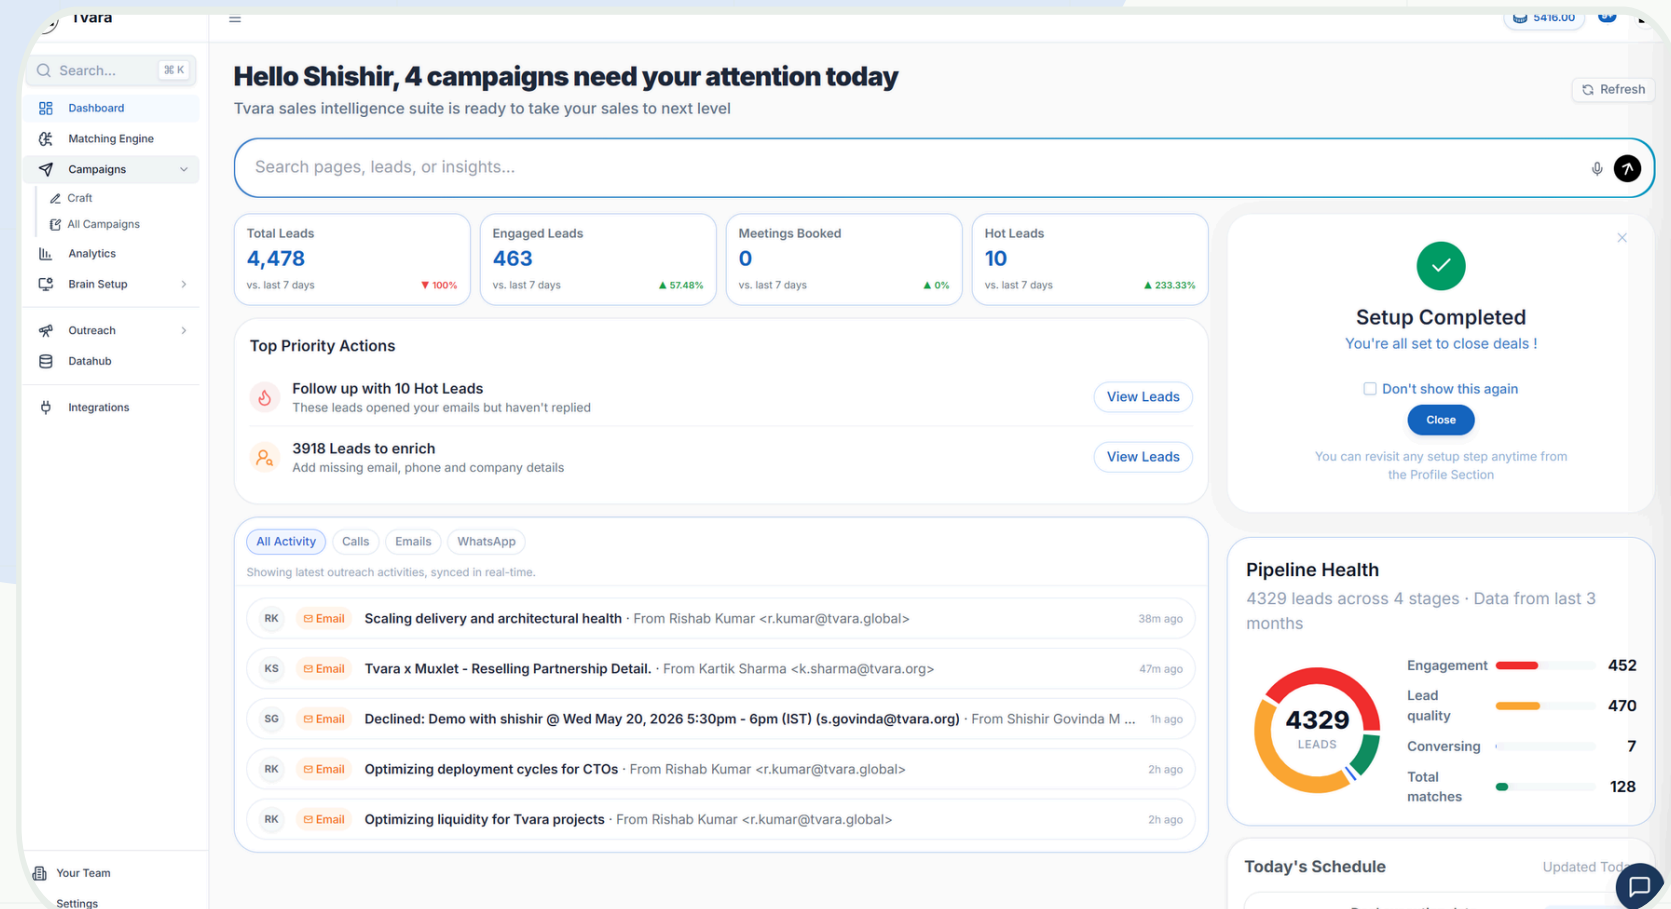 Tvara
5416.00
Search...
⌘ K
Dashboard
Matching Engine
Campaigns
Craft
All Campaigns
Analytics
Brain Setup
Outreach
Datahub
Integrations
Your Team
Settings
Hello Shishir, 4 campaigns need your attention today
Tvara sales intelligence suite is ready to take your sales to next level
Refresh
Search pages, leads, or insights...
Total Leads
4,478
vs. last 7 days ▼ 100%
Engaged Leads
463
vs. last 7 days ▲ 57.48%
Meetings Booked
0
vs. last 7 days ▲ 0%
Hot Leads
10
vs. last 7 days ▲ 233.33%
Top Priority Actions
Follow up with 10 Hot Leads
These leads opened your emails but haven't replied
View Leads
3918 Leads to enrich
Add missing email, phone and company details
View Leads
All Activity Calls Emails WhatsApp
Showing latest outreach activities, synced in real-time.
RK Email Scaling delivery and architectural health · From Rishab Kumar <r.kumar@tvara.global> 38m ago
KS Email Tvara x Muxlet - Reselling Partnership Detail. · From Kartik Sharma <k.sharma@tvara.org> 47m ago
SG Email Declined: Demo with shishir @ Wed May 20, 2026 5:30pm - 6pm (IST) (s.govinda@tvara.org) · From Shishir Govinda M ... 1h ago
RK Email Optimizing deployment cycles for CTOs · From Rishab Kumar <r.kumar@tvara.global> 2h ago
RK Email Optimizing liquidity for Tvara projects · From Rishab Kumar <r.kumar@tvara.global> 2h ago
Setup Completed
You're all set to close deals !
Don't show this again
Close
You can revisit any setup step anytime from
the Profile Section
Pipeline Health
4329 leads across 4 stages · Data from last 3
months
4329
LEADS
Engagement 452
Lead
quality 470
Conversing 7
Total
matches 128
Today's Schedule
Updated